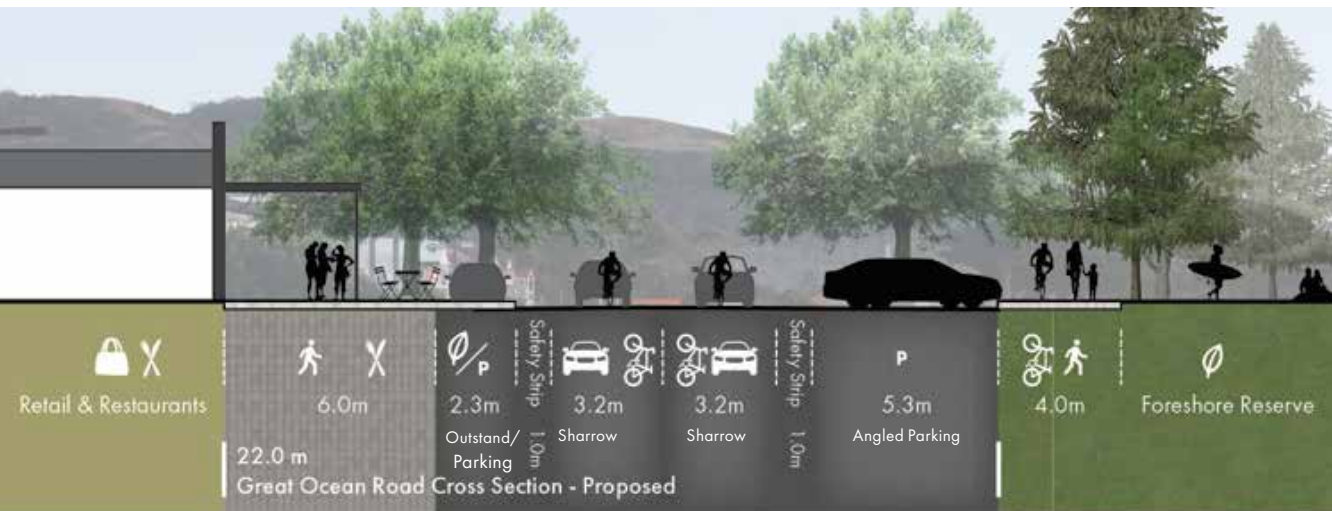 Retail & Restaurants
6.0m
2.3m
Outstand/
Parking
Safety Strip 1.0m
3.2m
Sharrow
3.2m
Sharrow
Safety Strip 1.0m
P
P
5.3m
Angled Parking
4.0m
Foreshore Reserve
22.0 m
Great Ocean Road Cross Section - Proposed